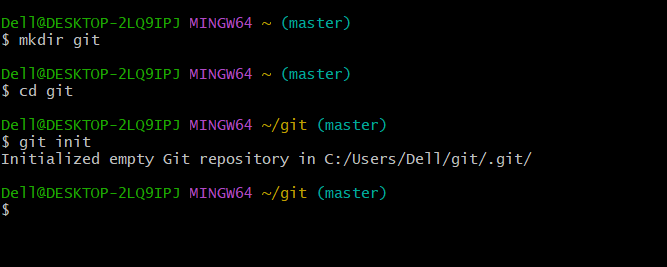 Dell@DESKTOP-2LQ9IPJ MINGW64 ~ (master)
$ mkdir git
Dell@DESKTOP-2LQ9IPJ MINGW64 ~ (master)
$ cd git
Dell@DESKTOP-2LQ9IPJ MINGW64 ~/git (master)
$ git init
Initialized empty Git repository in C:/Users/Dell/git/.git/
Dell@DESKTOP-2LQ9IPJ MINGW64 ~/git (master)
$